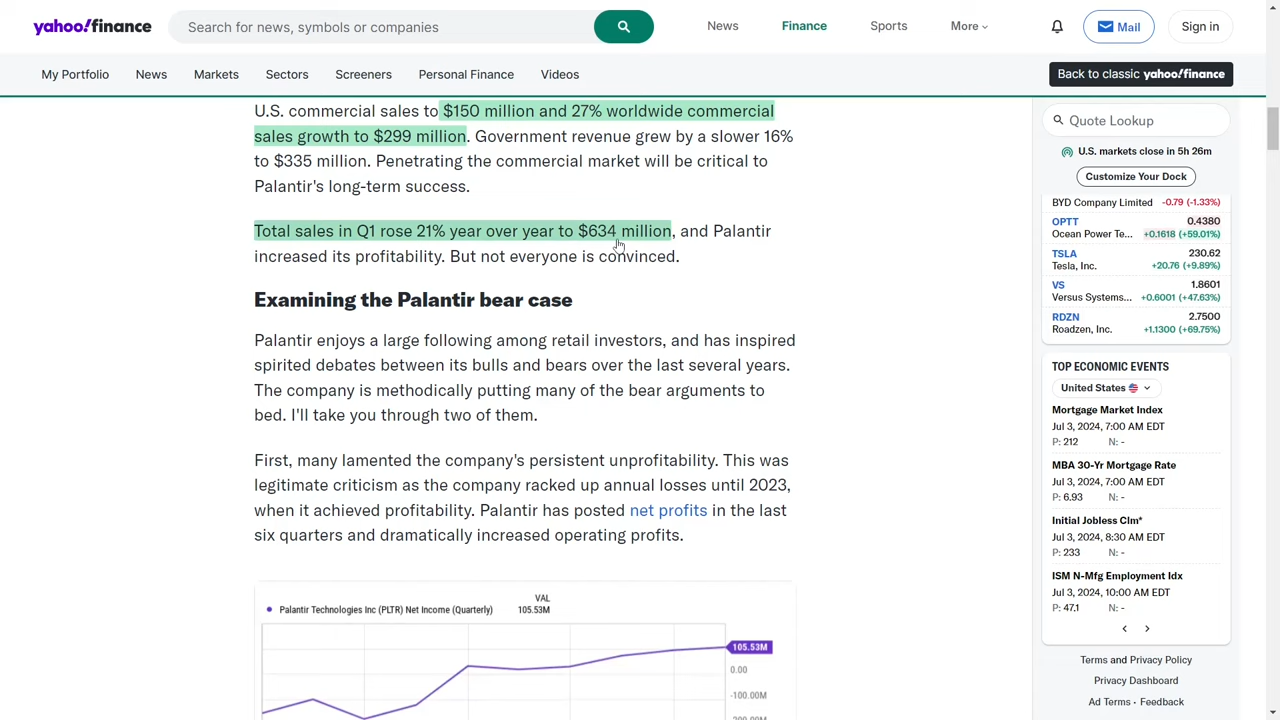 yahoo!finance
Search for news, symbols or companies
News
Finance
Sports
More
Mail
Sign in
My Portfolio
News
Markets
Sectors
Screeners
Personal Finance
Videos
Back to classic yahoo!finance
U.S. commercial sales to $150 million and 27% worldwide commercial
sales growth to $299 million. Government revenue grew by a slower 16%
to $335 million. Penetrating the commercial market will be critical to
Palantir's long-term success.
Total sales in Q1 rose 21% year over year to $634 million, and Palantir
increased its profitability. But not everyone is convinced.
Examining the Palantir bear case
Palantir enjoys a large following among retail investors, and has inspired
spirited debates between its bulls and bears over the last several years.
The company is methodically putting many of the bear arguments to
bed. I'll take you through two of them.
First, many lamented the company's persistent unprofitability. This was
legitimate criticism as the company racked up annual losses until 2023,
when it achieved profitability. Palantir has posted net profits in the last
six quarters and dramatically increased operating profits.
VAL
Palantir Technologies Inc (PLTR) Net Income (Quarterly) 105.53M
105.53M
0.00
-100.00M
Quote Lookup
U.S. markets close in 5h 26m
Customize Your Dock
BYD Company Limited -0.79 (-1.33%)
OPTT 0.4380
Ocean Power Te... +0.1618 (+59.01%)
TSLA 230.62
Tesla, Inc. +20.76 (+9.89%)
VS 1.8601
Versus Systems... +0.6001 (+47.63%)
RDZN 2.7500
Roadzen, Inc. +1.1300 (+69.75%)
TOP ECONOMIC EVENTS
United States
Mortgage Market Index
Jul 3, 2024, 7:00 AM EDT
P: 212 N: -
MBA 30-Yr Mortgage Rate
Jul 3, 2024, 7:00 AM EDT
P: 6.93 N: -
Initial Jobless Clm*
Jul 3, 2024, 8:30 AM EDT
P: 233 N: -
ISM N-Mfg Employment Idx
Jul 3, 2024, 10:00 AM EDT
P: 47.1 N: -
Terms and Privacy Policy
Privacy Dashboard
Ad Terms • Feedback